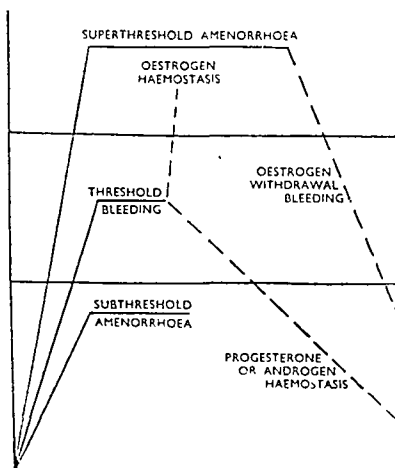 SUPERTHRESHOLD AMENORRHOEA
OESTROGEN
HAEMOSTASIS
OESTROGEN
WITHDRAWAL
BLEEDING
THRESHOLD
BLEEDING
SUBTHRESHOLD
AMENORRHOEA
PROGESTERONE
OR ANDROGEN
HAEMOSTASIS